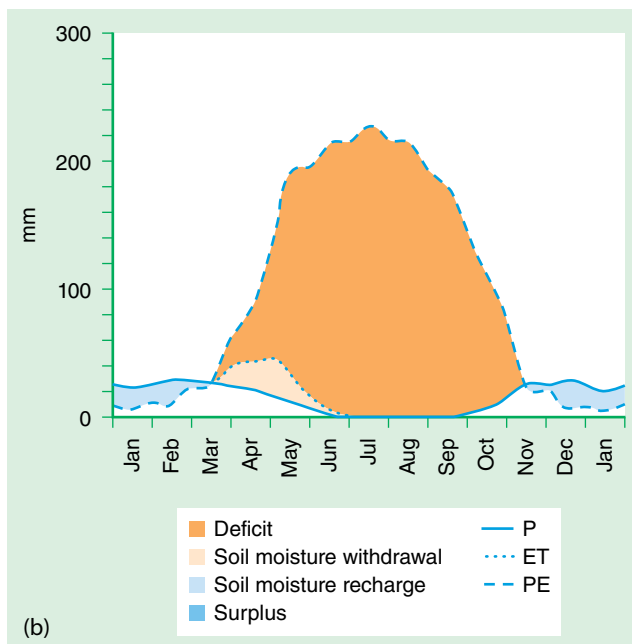 300
200
100
0
mm
Jan
Feb
Mar
Apr
May
Jun
Jul
Aug
Sep
Oct
Nov
Dec
Jan
Deficit
Soil moisture withdrawal
Soil moisture recharge
Surplus
P
ET
PE
(b)